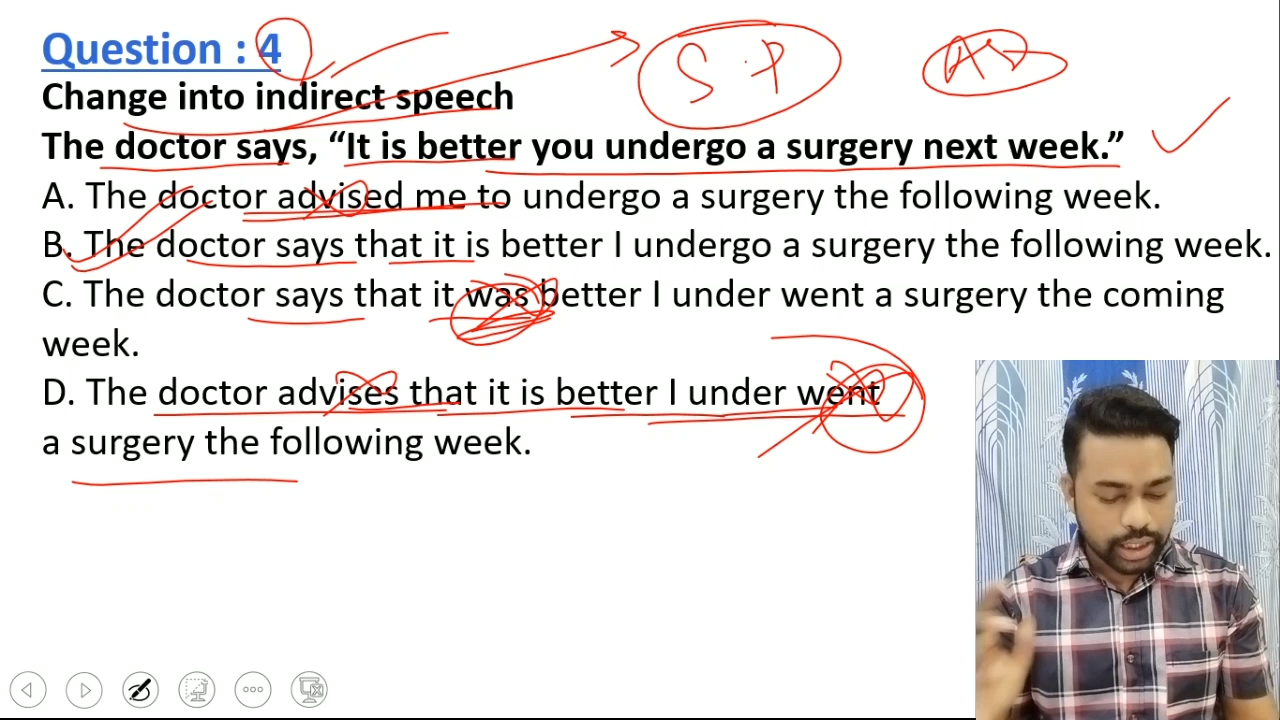 Question : 4
S.P
Change into indirect speech
The doctor says, “It is better you undergo a surgery next week.”
A. The doctor advised me to undergo a surgery the following week.
B. The doctor says that it is better I undergo a surgery the following week.
C. The doctor says that it was better I under went a surgery the coming
week.
D. The doctor advises that it is better I under went
a surgery the following week.